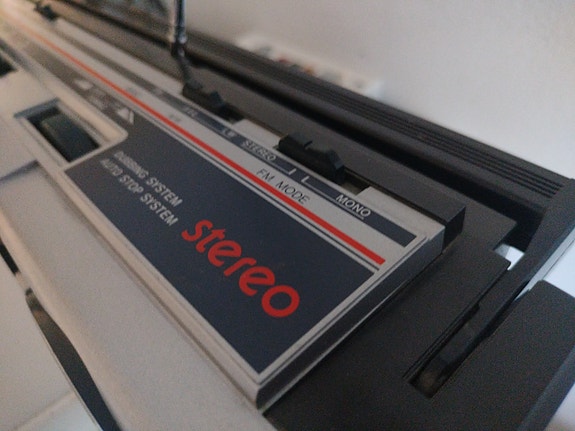 STEREO
MONO
FM MODE
DUBBING SYSTEM
AUTO STOP SYSTEM
stereo